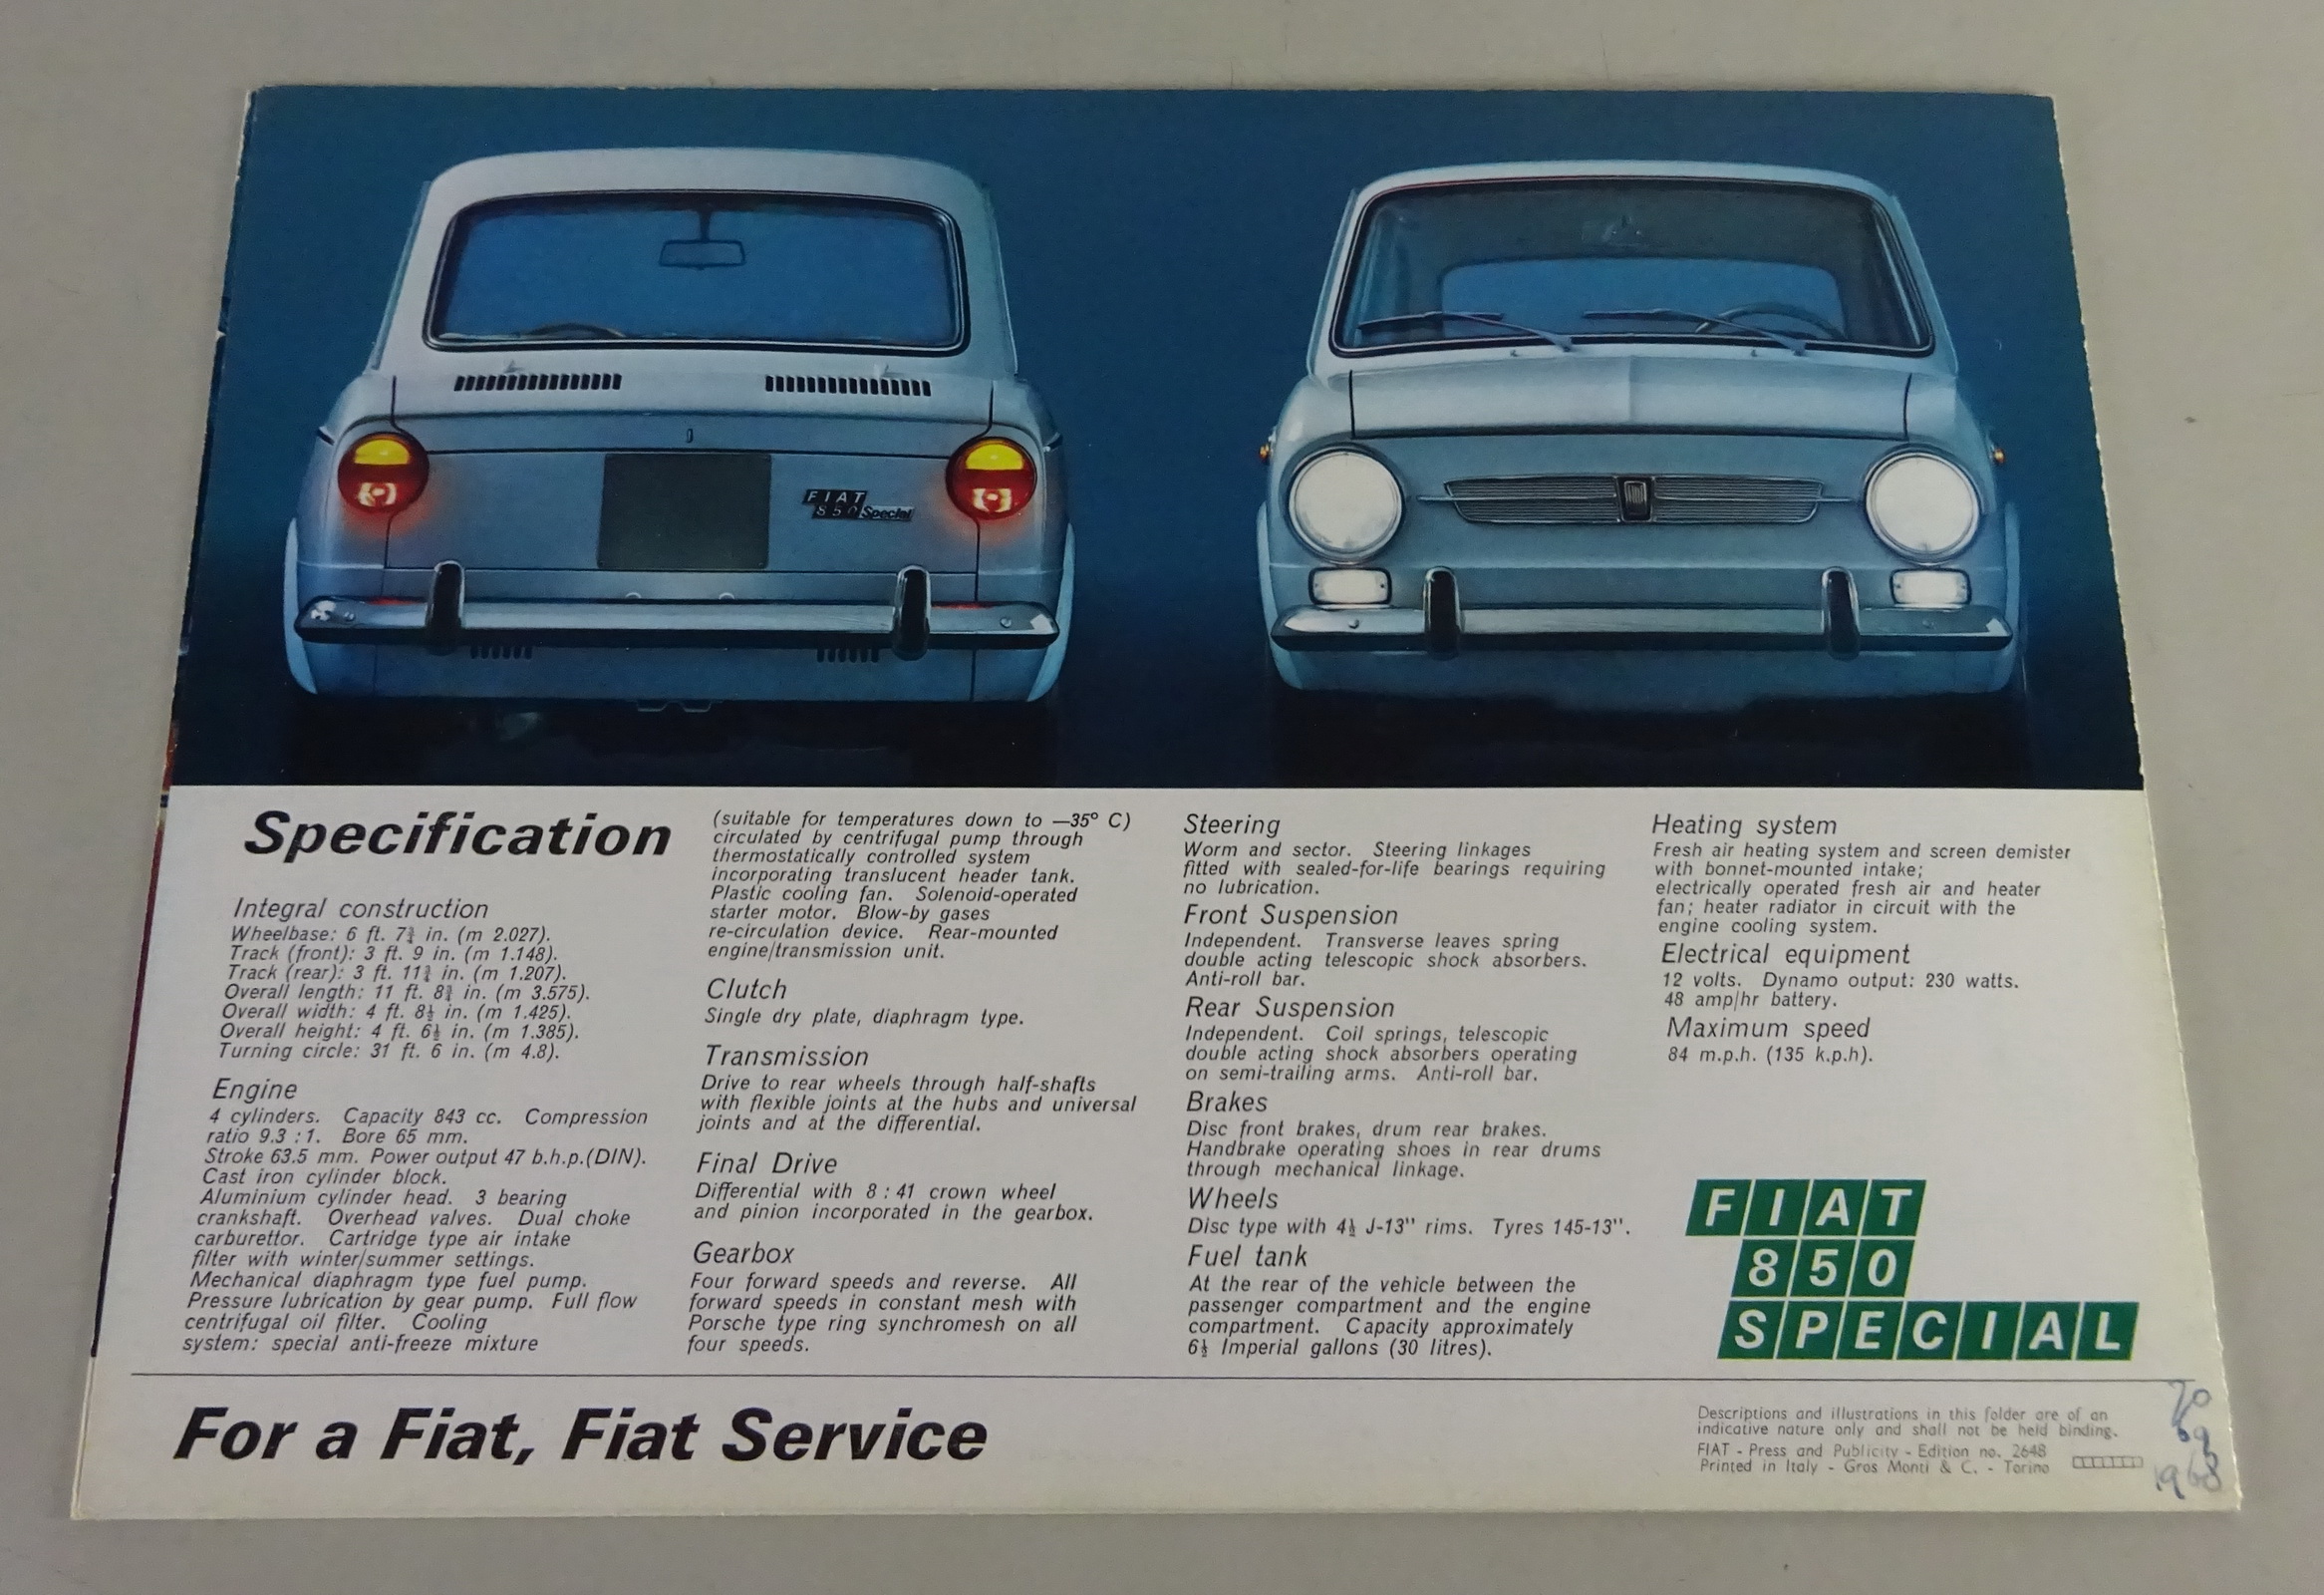 FIAT
850 Special
Specification
Integral construction
Wheelbase: 6 ft. 7¾ in. (m 2.027).
Track (front): 3 ft. 9 in. (m 1.148).
Track (rear): 3 ft. 11¾ in. (m 1.207).
Overall length: 11 ft. 8¾ in. (m 3.575).
Overall width: 4 ft. 8½ in. (m 1.425).
Overall height: 4 ft. 6½ in. (m 1.385).
Turning circle: 31 ft. 6 in. (m 4.8).
Engine
4 cylinders. Capacity 843 cc. Compression
ratio 9.3 : 1. Bore 65 mm.
Stroke 63.5 mm. Power output 47 b.h.p.(DIN).
Cast iron cylinder block.
Aluminium cylinder head. 3 bearing
crankshaft. Overhead valves. Dual choke
carburettor. Cartridge type air intake
filter with winter/summer settings.
Mechanical diaphragm type fuel pump.
Pressure lubrication by gear pump. Full flow
centrifugal oil filter. Cooling
system: special anti-freeze mixture
(suitable for temperatures down to —35° C)
circulated by centrifugal pump through
thermostatically controlled system
incorporating translucent header tank.
Plastic cooling fan. Solenoid-operated
starter motor. Blow-by gases
re-circulation device. Rear-mounted
engine/transmission unit.
Clutch
Single dry plate, diaphragm type.
Transmission
Drive to rear wheels through half-shafts
with flexible joints at the hubs and universal
joints and at the differential.
Final Drive
Differential with 8 : 41 crown wheel
and pinion incorporated in the gearbox.
Gearbox
Four forward speeds and reverse. All
forward speeds in constant mesh with
Porsche type ring synchromesh on all
four speeds.
Steering
Worm and sector. Steering linkages
fitted with sealed-for-life bearings requiring
no lubrication.
Front Suspension
Independent. Transverse leaves spring
double acting telescopic shock absorbers.
Anti-roll bar.
Rear Suspension
Independent. Coil springs, telescopic
double acting shock absorbers operating
on semi-trailing arms. Anti-roll bar.
Brakes
Disc front brakes, drum rear brakes.
Handbrake operating shoes in rear drums
through mechanical linkage.
Wheels
Disc type with 4½ J-13" rims. Tyres 145-13".
Fuel tank
At the rear of the vehicle between the
passenger compartment and the engine
compartment. Capacity approximately
6½ Imperial gallons (30 litres).
Heating system
Fresh air heating system and screen demister
with bonnet-mounted intake;
electrically operated fresh air and heater
fan; heater radiator in circuit with the
engine cooling system.
Electrical equipment
12 volts. Dynamo output: 230 watts.
48 amp/hr battery.
Maximum speed
84 m.p.h. (135 k.p.h).
FIAT
850
SPECIAL
For a Fiat, Fiat Service
Descriptions and illustrations in this folder are of an
indicative nature only and shall not be held binding.
FIAT - Press and Publicity - Edition no. 2648
Printed in Italy - Gros Monti & C. - Torino
70
69
1968